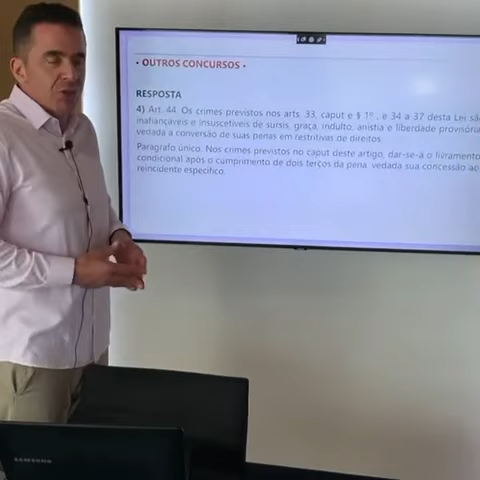 • OUTROS CONCURSOS •
RESPOSTA
4) Art. 44. Os crimes previstos nos arts. 33, caput e § 1º , e 34 a 37 desta Lei são
inafiançáveis e insuscetíveis de sursis, graça, indulto, anistia e liberdade provisória,
vedada a conversão de suas penas em restritivas de direitos.
Parágrafo único. Nos crimes previstos no caput deste artigo, dar-se-á o livramento
condicional após o cumprimento de dois terços da pena, vedada sua concessão ao
reincidente específico.
SAMSUNG